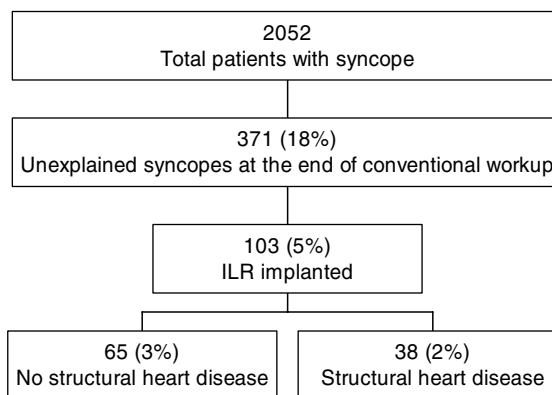 2052
Total patients with syncope
371 (18%)
Unexplained syncopes at the end of conventional workup
103 (5%)
ILR implanted
65 (3%)
No structural heart disease
38 (2%)
Structural heart disease